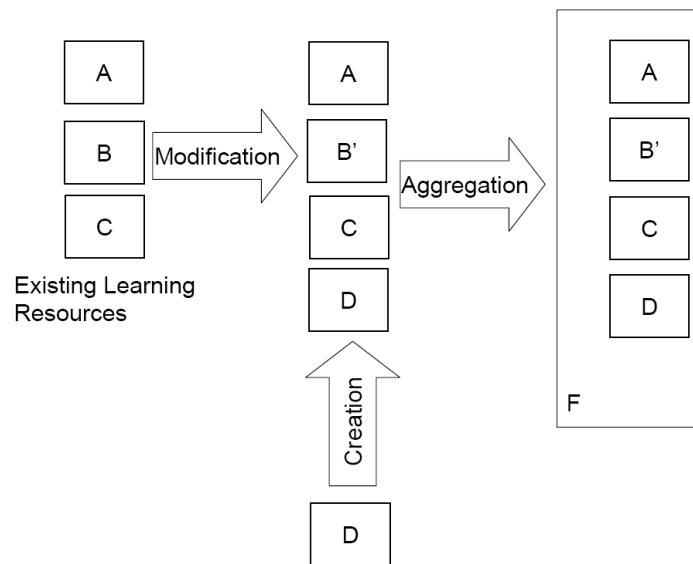 A
B
C
Existing Learning
Resources
Modification
A
B’
C
D
Creation
D
Aggregation
A
B’
C
D
F